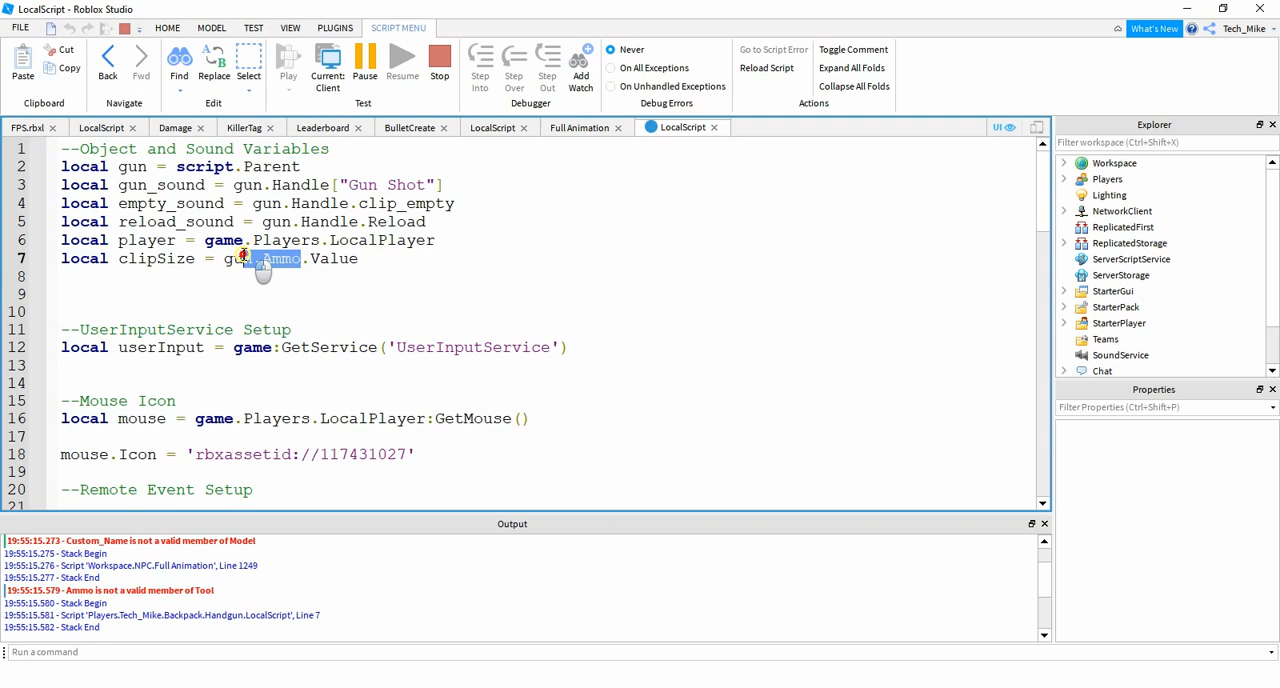 LocalScript - Roblox Studio
FILE HOME MODEL TEST VIEW PLUGINS SCRIPT MENU What's New Tech_Mike
Cut
Copy
Paste
Clipboard
Back Fwd
Navigate
Find Replace Select
Edit
Play Current: Client Pause Resume Stop
Test
Step Into Step Over Step Out Add Watch
Debugger
Never
On All Exceptions
On Unhandled Exceptions
Debug Errors
Go to Script Error Toggle Comment
Reload Script Expand All Folds
Collapse All Folds
Actions
FPS.rbxl LocalScript Damage KillerTag Leaderboard BulletCreate LocalScript Full Animation LocalScript UI
1 --Object and Sound Variables
2 local gun = script.Parent
3 local gun_sound = gun.Handle["Gun Shot"]
4 local empty_sound = gun.Handle.clip_empty
5 local reload_sound = gun.Handle.Reload
6 local player = game.Players.LocalPlayer
7 local clipSize = gun.Ammo.Value
8
9
10
11 --UserInputService Setup
12 local userInput = game:GetService('UserInputService')
13
14
15 --Mouse Icon
16 local mouse = game.Players.LocalPlayer:GetMouse()
17
18 mouse.Icon = 'rbxassetid://117431027'
19
20 --Remote Event Setup
21
Explorer
Filter workspace (Ctrl+Shift+X)
Workspace
Players
Lighting
NetworkClient
ReplicatedFirst
ReplicatedStorage
ServerScriptService
ServerStorage
StarterGui
StarterPack
StarterPlayer
Teams
SoundService
Chat
Properties
Filter Properties (Ctrl+Shift+P)
Output
19:55:15.273 - Custom_Name is not a valid member of Model
19:55:15.275 - Stack Begin
19:55:15.276 - Script 'Workspace.NPC.Full Animation', Line 1249
19:55:15.277 - Stack End
19:55:15.579 - Ammo is not a valid member of Tool
19:55:15.580 - Stack Begin
19:55:15.581 - Script 'Players.Tech_Mike.Backpack.Handgun.LocalScript', Line 7
19:55:15.582 - Stack End
Run a command